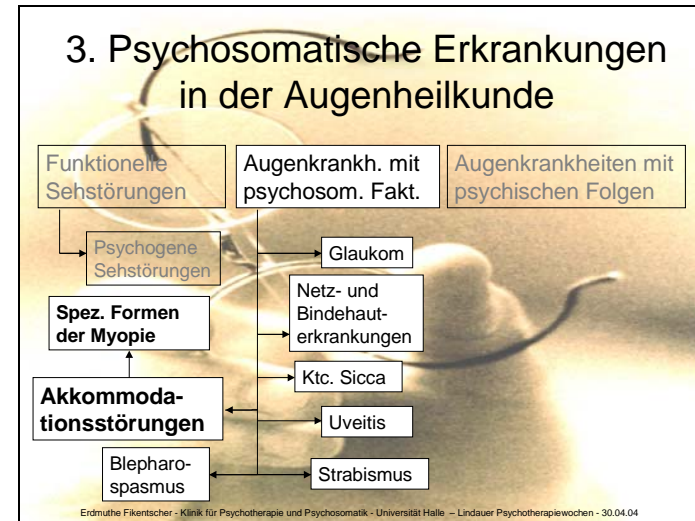 3. Psychosomatische Erkrankungen
in der Augenheilkunde
Funktionelle
Sehstörungen
Augenkrankh. mit
psychosom. Fakt.
Augenkrankheiten mit
psychischen Folgen
Psychogene
Sehstörungen
Glaukom
Spez. Formen
der Myopie
Netz- und
Bindehaut-
erkrankungen
Ktc. Sicca
Akkommoda-
tionsstörungen
Uveitis
Blepharo-
spasmus
Strabismus
Erdmuthe Fikentscher - Klinik für Psychotherapie und Psychosomatik - Universität Halle – Lindauer Psychotherapiewochen - 30.04.04